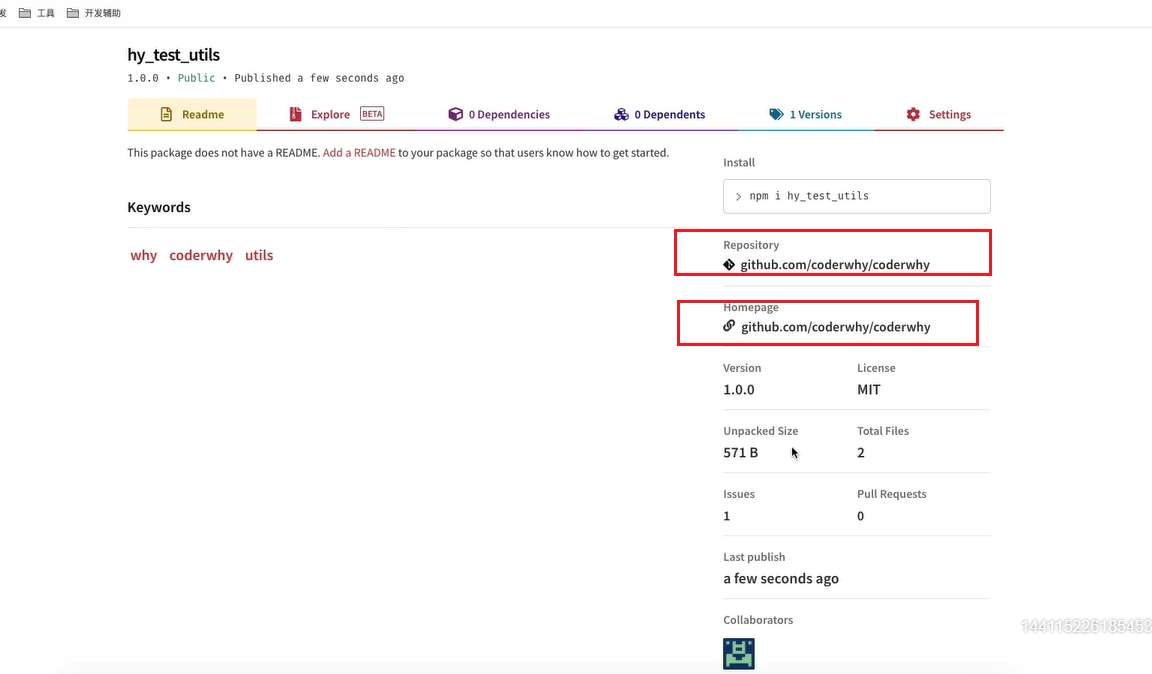 发 工具 开发辅助
hy_test_utils
1.0.0 • Public • Published a few seconds ago
Readme Explore BETA 0 Dependencies 0 Dependents 1 Versions Settings
This package does not have a README. Add a README to your package so that users know how to get started.
Keywords
why coderwhy utils
Install
> npm i hy_test_utils
Repository
github.com/coderwhy/coderwhy
Homepage
github.com/coderwhy/coderwhy
Version License
1.0.0 MIT
Unpacked Size Total Files
571 B 2
Issues Pull Requests
1 0
Last publish
a few seconds ago
Collaborators
144115226185453